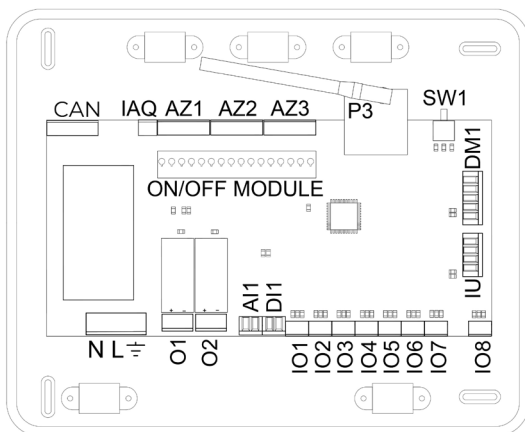 SW1
P3
CAN IAQ AZ1 AZ2 AZ3
DM1
ON/OFF MODULE
IU
AI1
DI1
N L
O1
O2
IO1
IO2
IO3
IO4
IO5
IO6
IO7
IO8